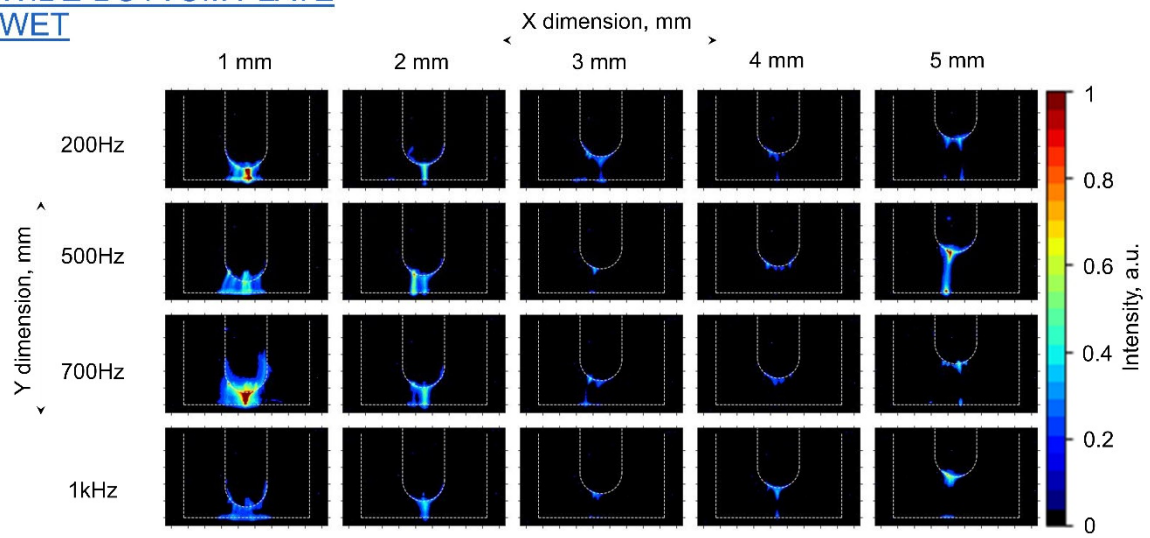 WET
X dimension, mm
1 mm 2 mm 3 mm 4 mm 5 mm
200Hz
500Hz
700Hz
1kHz
Y dimension, mm
1
0.8
0.6
0.4
0.2
0
Intensity, a.u.